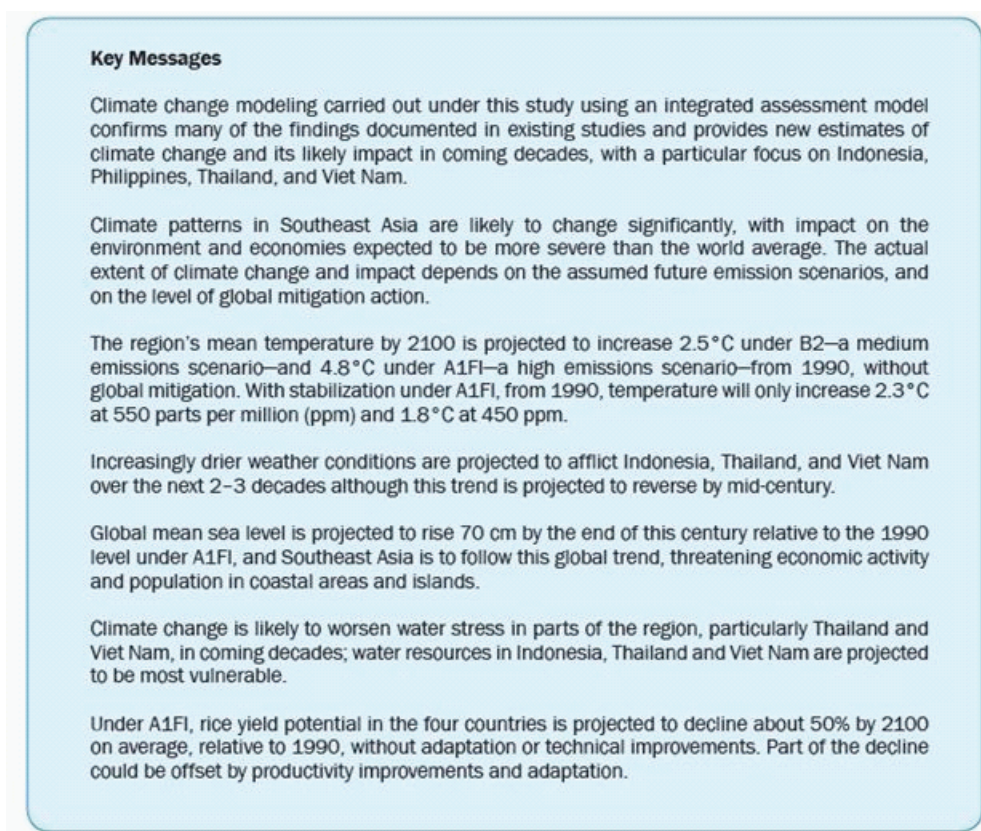 Key Messages
Climate change modeling carried out under this study using an integrated assessment model
confirms many of the findings documented in existing studies and provides new estimates of
climate change and its likely impact in coming decades, with a particular focus on Indonesia,
Philippines, Thailand, and Viet Nam.
Climate patterns in Southeast Asia are likely to change significantly, with impact on the
environment and economies expected to be more severe than the world average. The actual
extent of climate change and impact depends on the assumed future emission scenarios, and
on the level of global mitigation action.
The region's mean temperature by 2100 is projected to increase 2.5°C under B2—a medium
emissions scenario—and 4.8°C under A1FI—a high emissions scenario—from 1990, without
global mitigation. With stabilization under A1FI, from 1990, temperature will only increase 2.3°C
at 550 parts per million (ppm) and 1.8°C at 450 ppm.
Increasingly drier weather conditions are projected to afflict Indonesia, Thailand, and Viet Nam
over the next 2–3 decades although this trend is projected to reverse by mid-century.
Global mean sea level is projected to rise 70 cm by the end of this century relative to the 1990
level under A1FI, and Southeast Asia is to follow this global trend, threatening economic activity
and population in coastal areas and islands.
Climate change is likely to worsen water stress in parts of the region, particularly Thailand and
Viet Nam, in coming decades; water resources in Indonesia, Thailand and Viet Nam are projected
to be most vulnerable.
Under A1FI, rice yield potential in the four countries is projected to decline about 50% by 2100
on average, relative to 1990, without adaptation or technical improvements. Part of the decline
could be offset by productivity improvements and adaptation.